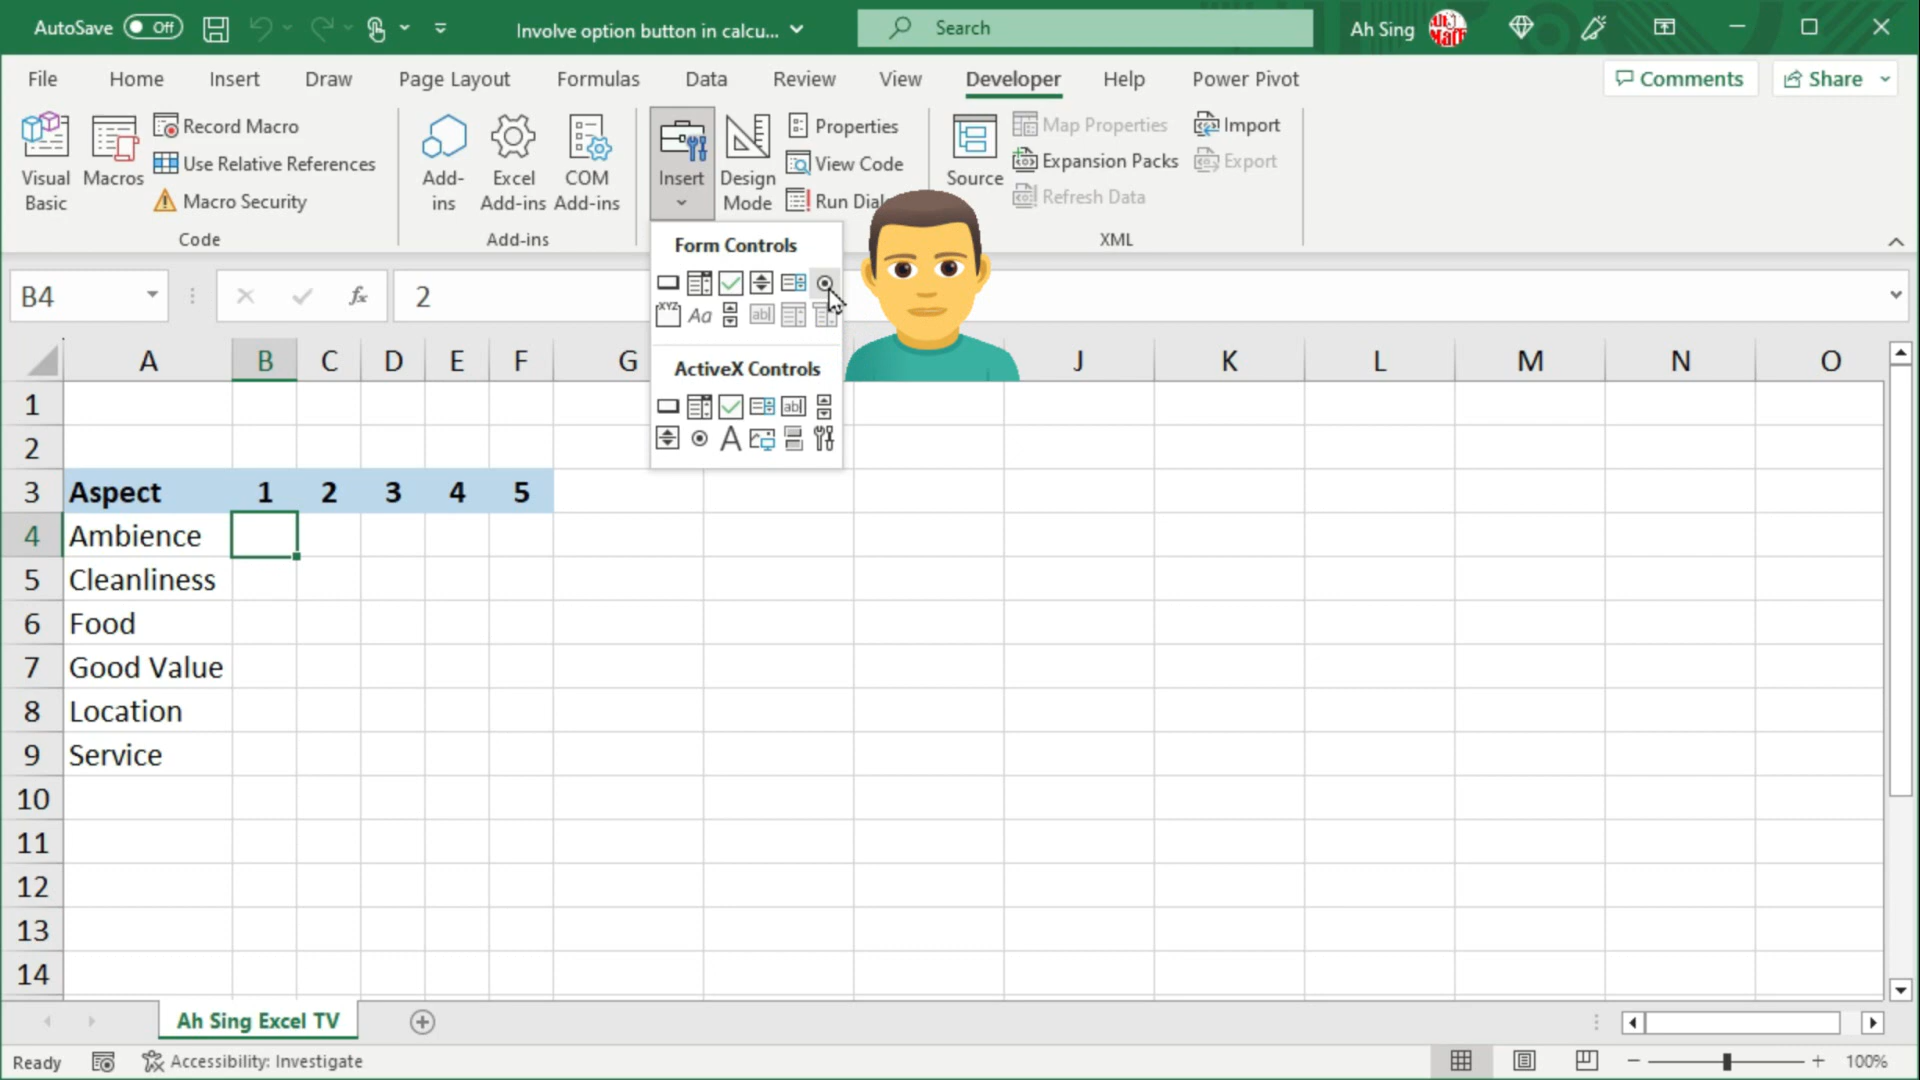 AutoSave Off Involve option button in calcu... Search Ah Sing
File Home Insert Draw Page Layout Formulas Data Review View Developer Help Power Pivot Comments Share
Visual Basic
Macros
Record Macro
Use Relative References
Macro Security
Code
Add-ins
Excel Add-ins
COM Add-ins
Add-ins
Insert
Design Mode
Properties
View Code
Run Dial
Source
Map Properties
Expansion Packs
Refresh Data
Import
Export
XML
Form Controls
XYZ Aa ab|
ActiveX Controls
ab|
A
B4 fx 2
A B C D E F G J K L M N O
1
2
3 Aspect 1 2 3 4 5
4 Ambience
5 Cleanliness
6 Food
7 Good Value
8 Location
9 Service
10
11
12
13
14
Ah Sing Excel TV
Ready Accessibility: Investigate 100%